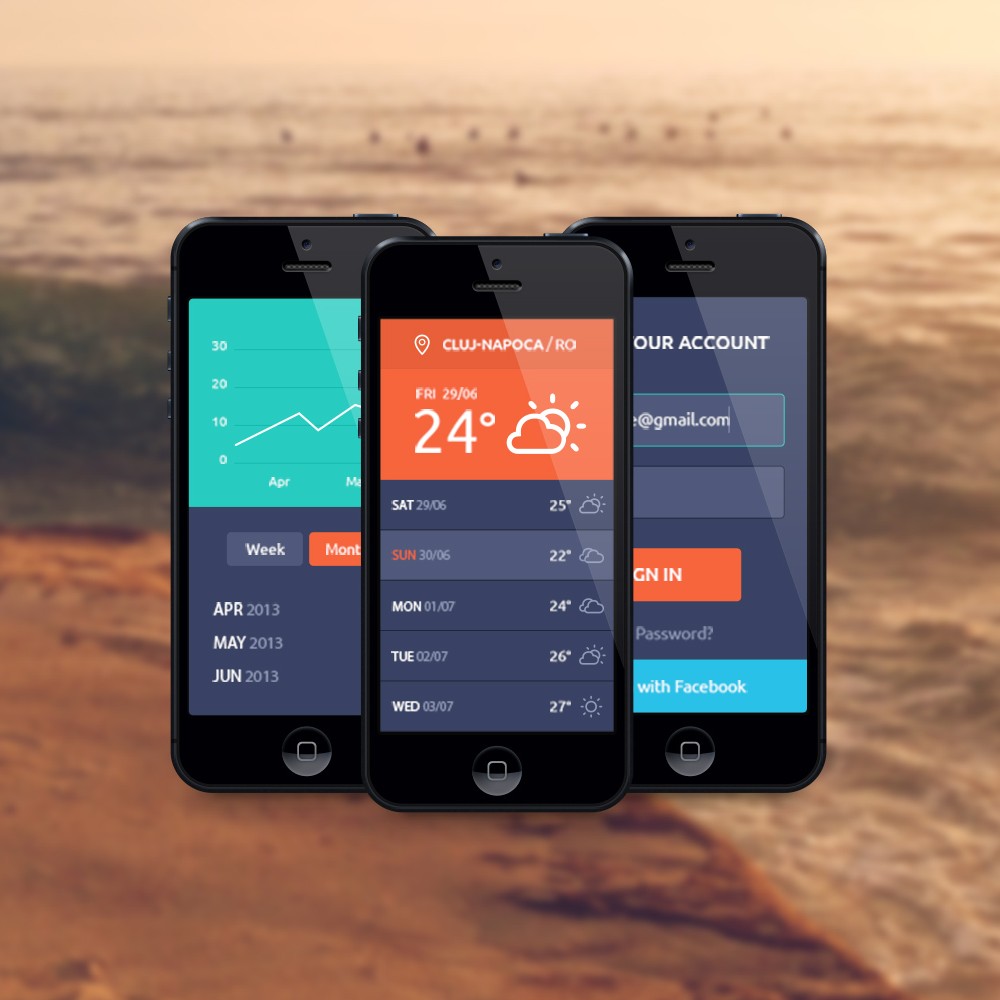 30
20
10
0
Apr
Ma
Week
Mont
APR 2013
MAY 2013
JUN 2013
CLUJ-NAPOCA / RO
FRI 29/06
24°
SAT 29/06 25°
SUN 30/06 22°
MON 01/07 24°
TUE 02/07 26°
WED 03/07 27°
OUR ACCOUNT
e@gmail.com
GN IN
Password?
with Facebook